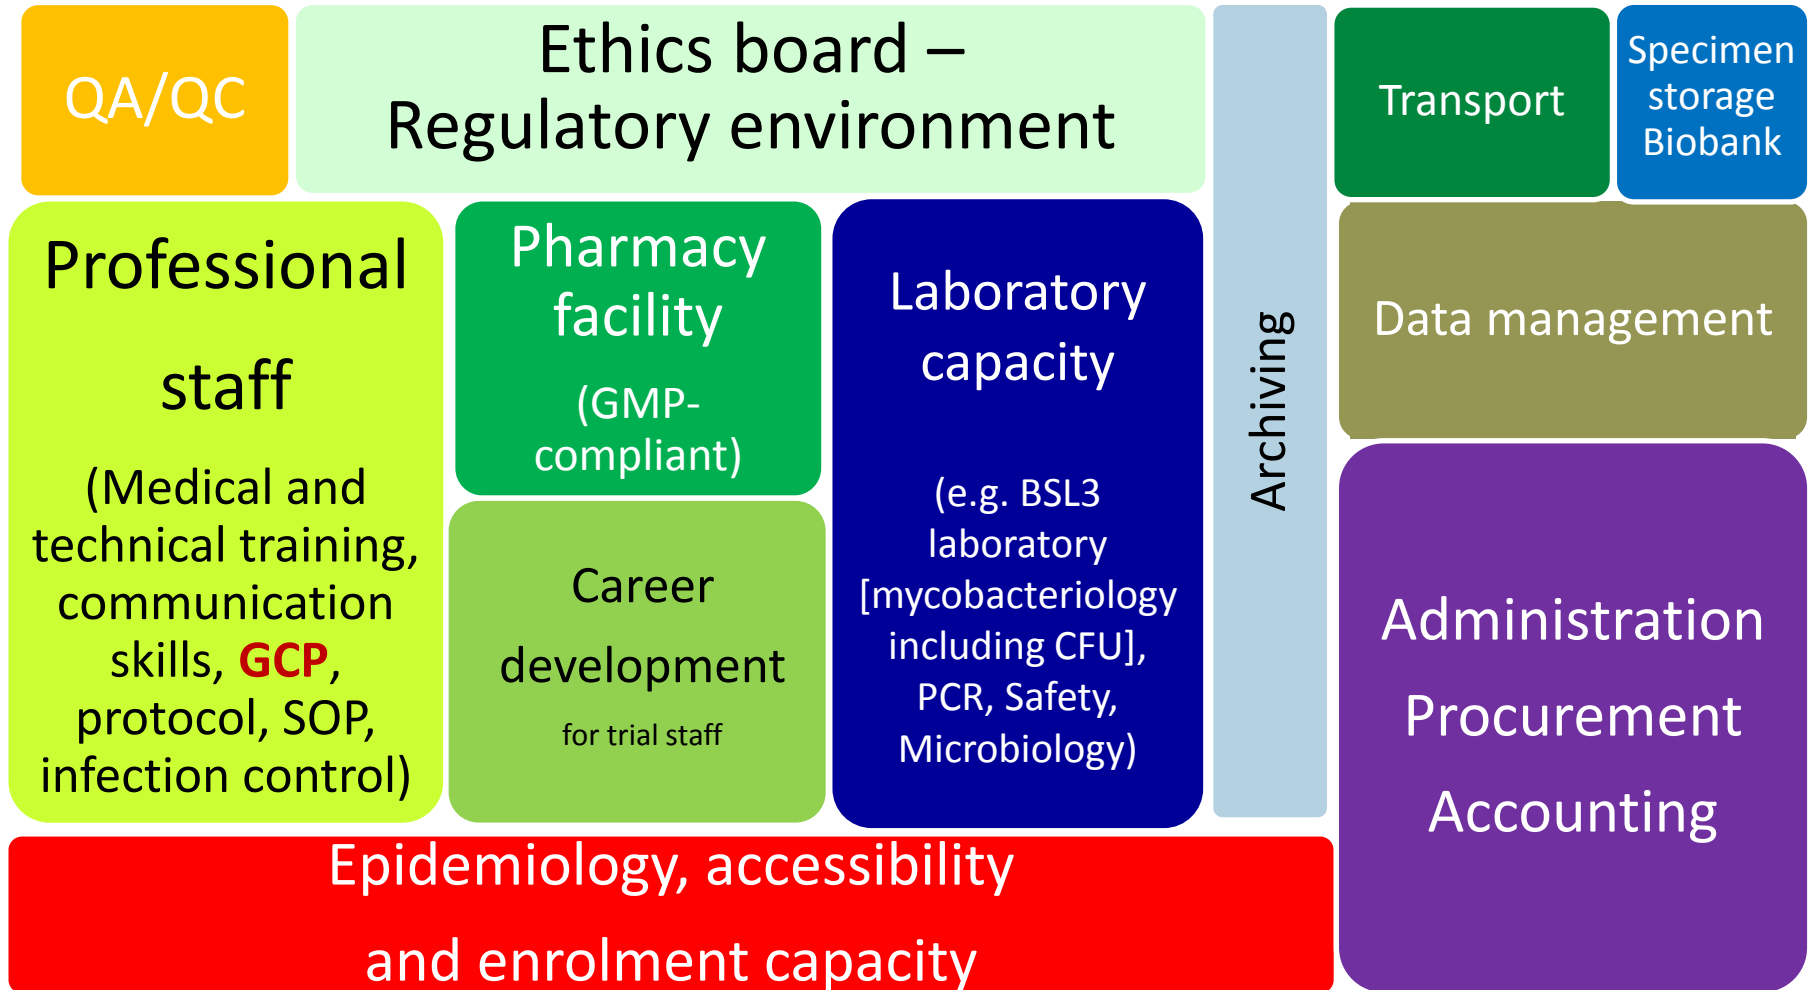 QA/QC
Ethics board –
Regulatory environment
Transport
Specimen
storage
Biobank
Professional
staff
(Medical and
technical training,
communication
skills, GCP,
protocol, SOP,
infection control)
Pharmacy
facility
(GMP-
compliant)
Career
development
for trial staff
Laboratory
capacity
(e.g. BSL3
laboratory
[mycobacteriology
including CFU],
PCR, Safety,
Microbiology)
Archiving
Data management
Administration
Procurement
Accounting
Epidemiology, accessibility
and enrolment capacity